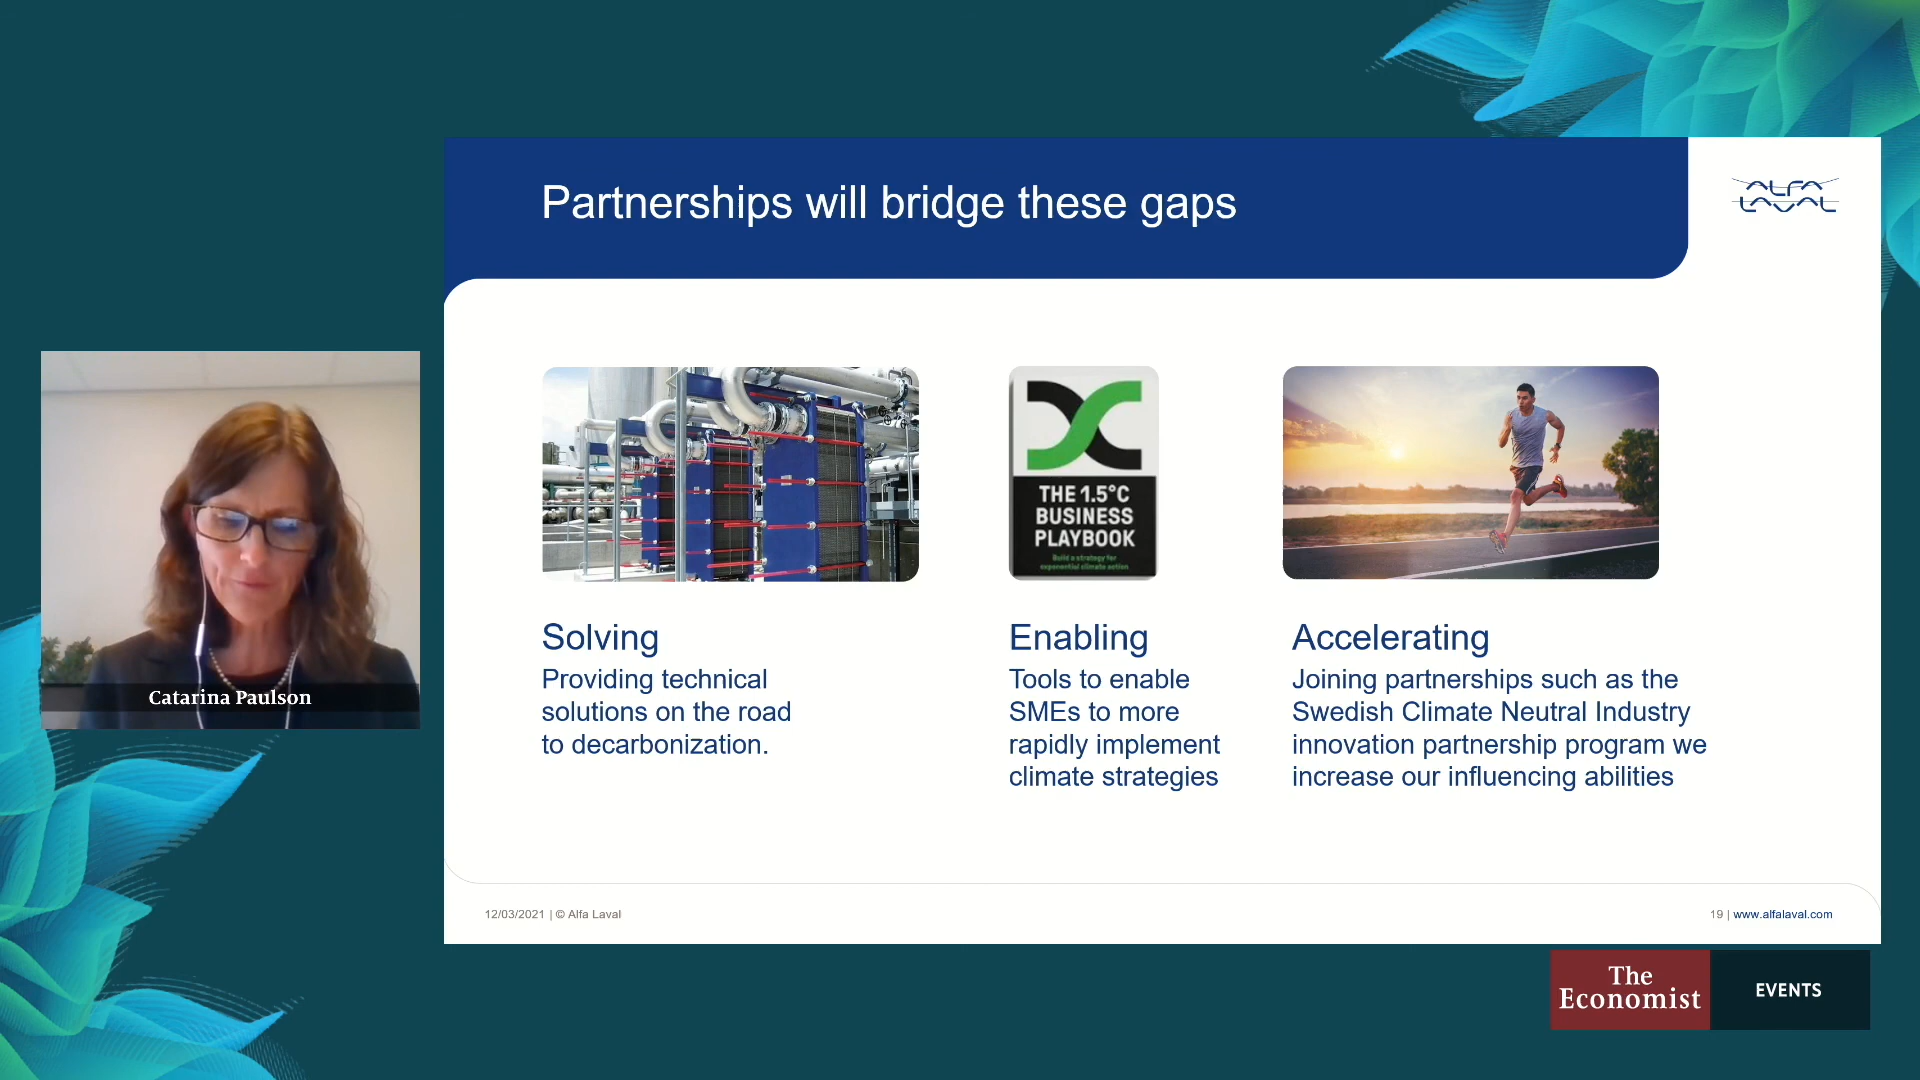 Partnerships will bridge these gaps
ALFA
LAVAL
Catarina Paulson
THE 1.5°C
BUSINESS
PLAYBOOK
Build a strategy for
exponential climate action
Solving
Providing technical
solutions on the road
to decarbonization.
Enabling
Tools to enable
SMEs to more
rapidly implement
climate strategies
Accelerating
Joining partnerships such as the
Swedish Climate Neutral Industry
innovation partnership program we
increase our influencing abilities
12/03/2021 | © Alfa Laval
19 | www.alfalaval.com
The
Economist
EVENTS